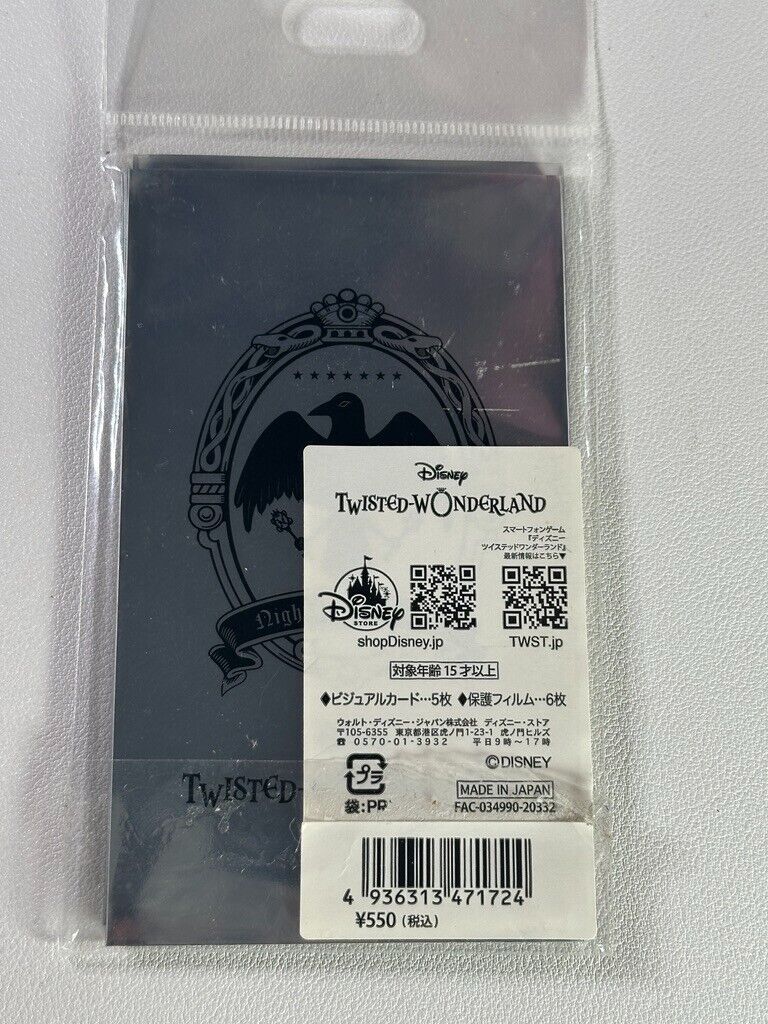 Nigh
TWISTED-
Disney
TWISTED-WONDERLAND
スマートフォンゲーム
『ディズニー
ツイステッドワンダーランド』
最新情報はこちら▼
Disney
STORE
shopDisney.jp
TWST.jp
対象年齢 15 才以上
♦ビジュアルカード…5枚 ♦保護フィルム…6枚
ウォルト・ディズニー・ジャパン株式会社 ディズニー・ストア
〒105-6355 東京都港区虎ノ門1-23-1 虎ノ門ヒルズ
☎ 0570-01-3932 平日9時～17時
プラ
袋:PP
©DISNEY
MADE IN JAPAN
FAC-034990-20332
4 936313 471724
¥550 (税込)